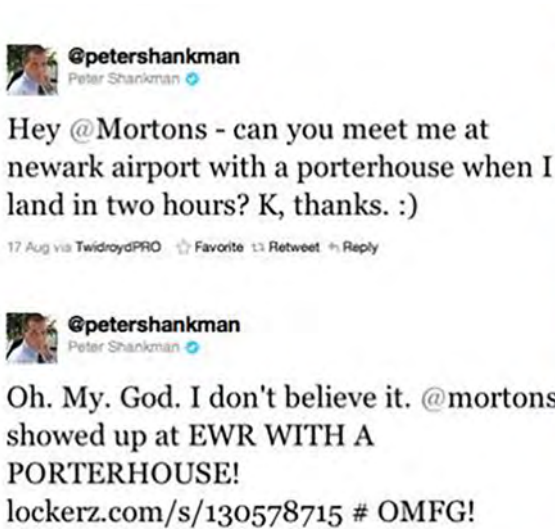 @petershankman
Peter Shankman
Hey @Mortons - can you meet me at
newark airport with a porterhouse when I
land in two hours? K, thanks. :)
17 Aug via TwidroydPRO Favorite Retweet Reply
@petershankman
Peter Shankman
Oh. My. God. I don't believe it. @mortons
showed up at EWR WITH A
PORTERHOUSE!
lockerz.com/s/130578715 # OMFG!